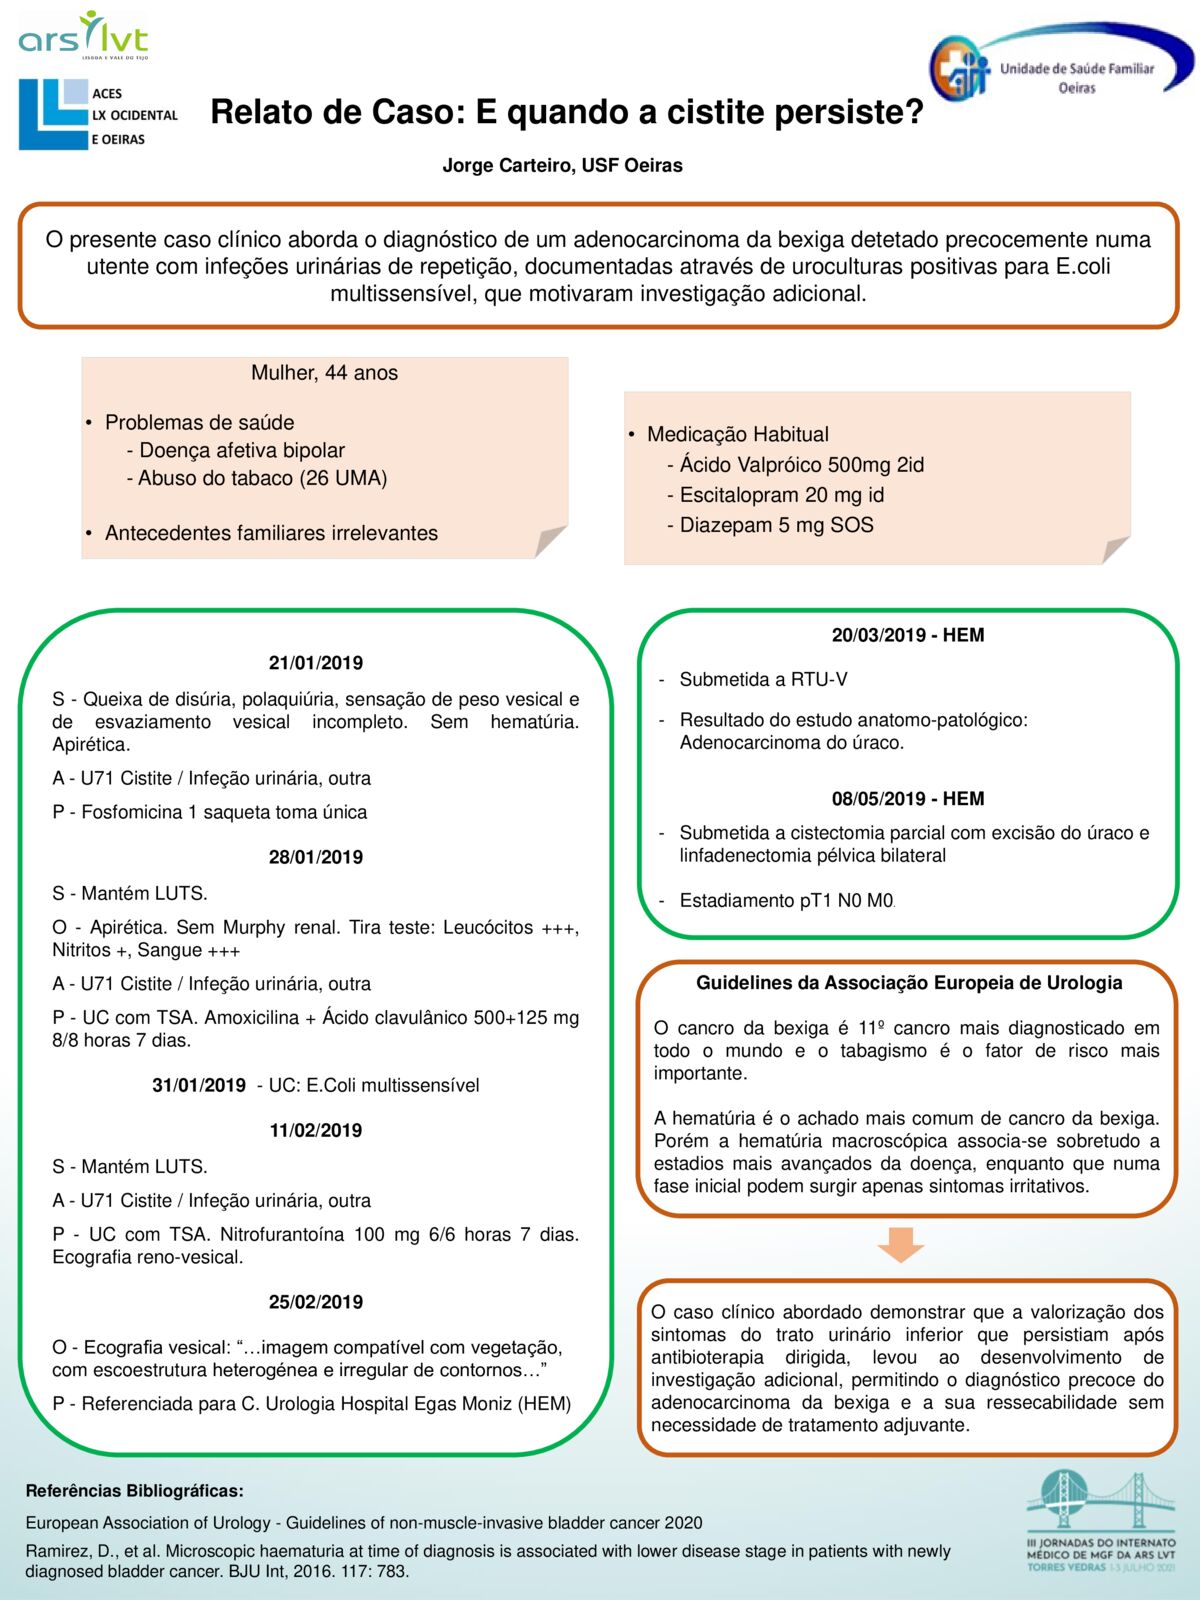 ars lvt
LISBOA E VALE DO TEJO
ACES
LX OCIDENTAL
E OEIRAS
Unidade de Saúde Familiar
Oeiras
Relato de Caso: E quando a cistite persiste?
Jorge Carteiro, USF Oeiras
O presente caso clínico aborda o diagnóstico de um adenocarcinoma da bexiga detetado precocemente numa
utente com infeções urinárias de repetição, documentadas através de uroculturas positivas para E.coli
multissensível, que motivaram investigação adicional.
Mulher, 44 anos
• Problemas de saúde
- Doença afetiva bipolar
- Abuso do tabaco (26 UMA)
• Antecedentes familiares irrelevantes
• Medicação Habitual
- Ácido Valpróico 500mg 2id
- Escitalopram 20 mg id
- Diazepam 5 mg SOS
21/01/2019
S - Queixa de disúria, polaquiúria, sensação de peso vesical e
de esvaziamento vesical incompleto. Sem hematúria.
Apirética.
A - U71 Cistite / Infeção urinária, outra
P - Fosfomicina 1 saqueta toma única
28/01/2019
S - Mantém LUTS.
O - Apirética. Sem Murphy renal. Tira teste: Leucócitos +++,
Nitritos +, Sangue +++
A - U71 Cistite / Infeção urinária, outra
P - UC com TSA. Amoxicilina + Ácido clavulânico 500+125 mg
8/8 horas 7 dias.
31/01/2019 - UC: E.Coli multissensível
11/02/2019
S - Mantém LUTS.
A - U71 Cistite / Infeção urinária, outra
P - UC com TSA. Nitrofurantoína 100 mg 6/6 horas 7 dias.
Ecografia reno-vesical.
25/02/2019
O - Ecografia vesical: “…imagem compatível com vegetação,
com escoestrutura heterogénea e irregular de contornos…”
P - Referenciada para C. Urologia Hospital Egas Moniz (HEM)
20/03/2019 - HEM
- Submetida a RTU-V
- Resultado do estudo anatomo-patológico:
Adenocarcinoma do úraco.
08/05/2019 - HEM
- Submetida a cistectomia parcial com excisão do úraco e
linfadenectomia pélvica bilateral
- Estadiamento pT1 N0 M0.
Guidelines da Associação Europeia de Urologia
O cancro da bexiga é 11º cancro mais diagnosticado em
todo o mundo e o tabagismo é o fator de risco mais
importante.
A hematúria é o achado mais comum de cancro da bexiga.
Porém a hematúria macroscópica associa-se sobretudo a
estadios mais avançados da doença, enquanto que numa
fase inicial podem surgir apenas sintomas irritativos.
O caso clínico abordado demonstrar que a valorização dos
sintomas do trato urinário inferior que persistiam após
antibioterapia dirigida, levou ao desenvolvimento de
investigação adicional, permitindo o diagnóstico precoce do
adenocarcinoma da bexiga e a sua ressecabilidade sem
necessidade de tratamento adjuvante.
Referências Bibliográficas:
European Association of Urology - Guidelines of non-muscle-invasive bladder cancer 2020
Ramirez, D., et al. Microscopic haematuria at time of diagnosis is associated with lower disease stage in patients with newly
diagnosed bladder cancer. BJU Int, 2016. 117: 783.
III JORNADAS DO INTERNATO
MÉDICO DE MGF DA ARS LVT
TORRES VEDRAS 1-3 JULHO 2021